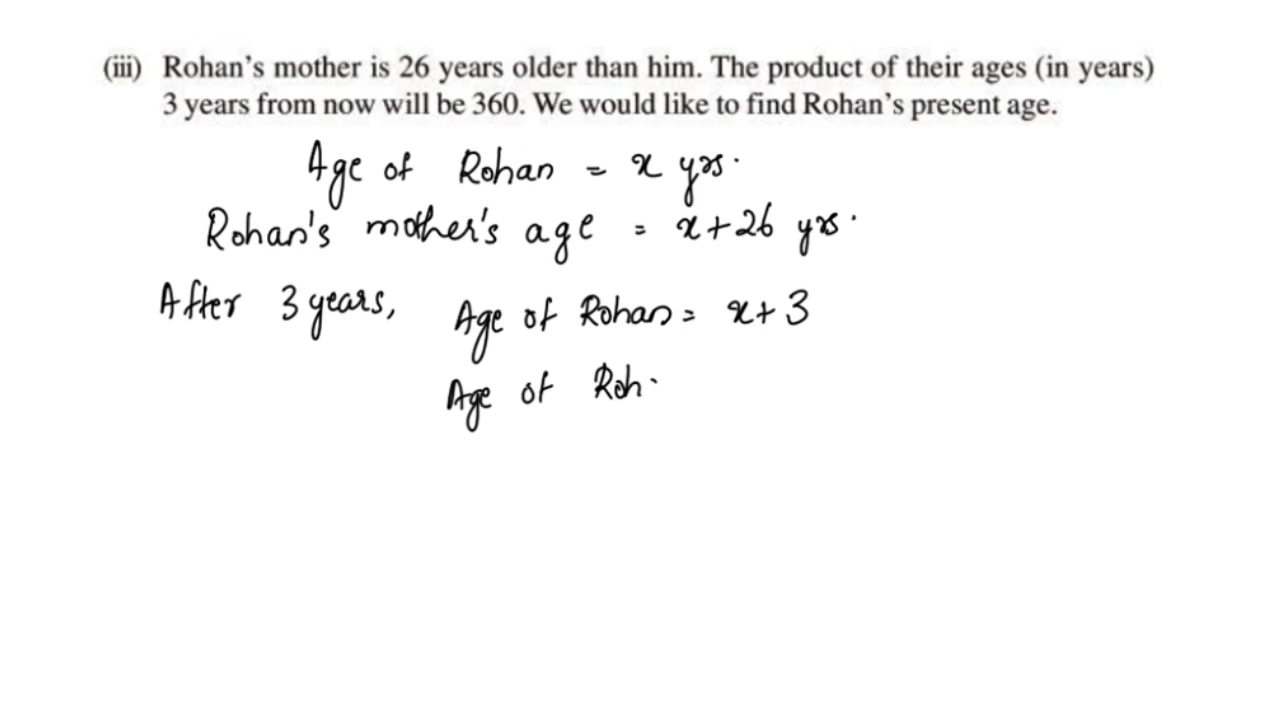 (iii) Rohan's mother is 26 years older than him. The product of their ages (in years)
3 years from now will be 360. We would like to find Rohan's present age.
Age of Rohan = x yrs.
Rohan's mother's age = x+26 yrs.
After 3 years, Age of Rohan = x+3
Age of Roh.